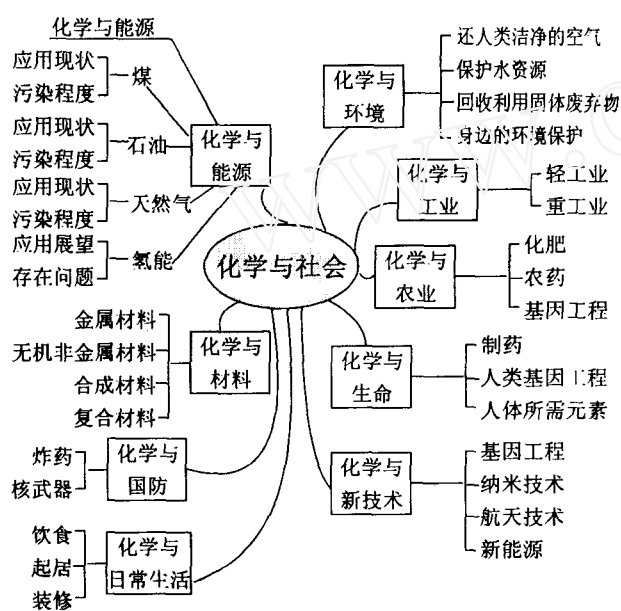 化学与能源
应用现状
污染程度
煤
应用现状
污染程度
石油
应用现状
污染程度
天然气
应用展望
存在问题
氢能
化学与
能源
化学与
环境
还人类洁净的空气
保护水资源
回收利用固体废弃物
身边的环境保护
化学与
工业
轻工业
重工业
化学与社会
化学与
农业
化肥
农药
基因工程
金属材料
无机非金属材料
合成材料
复合材料
化学与
材料
化学与
生命
制药
人类基因工程
人体所需元素
炸药
核武器
化学与
国防
化学与
新技术
基因工程
纳米技术
航天技术
新能源
饮食
起居
装修
化学与
日常生活